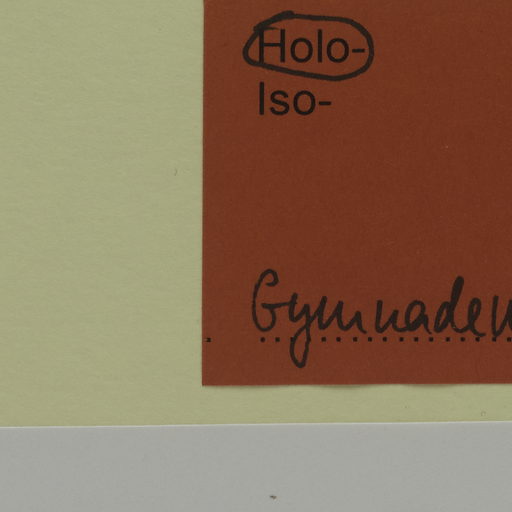 Holo-
Iso-
Gymnaden